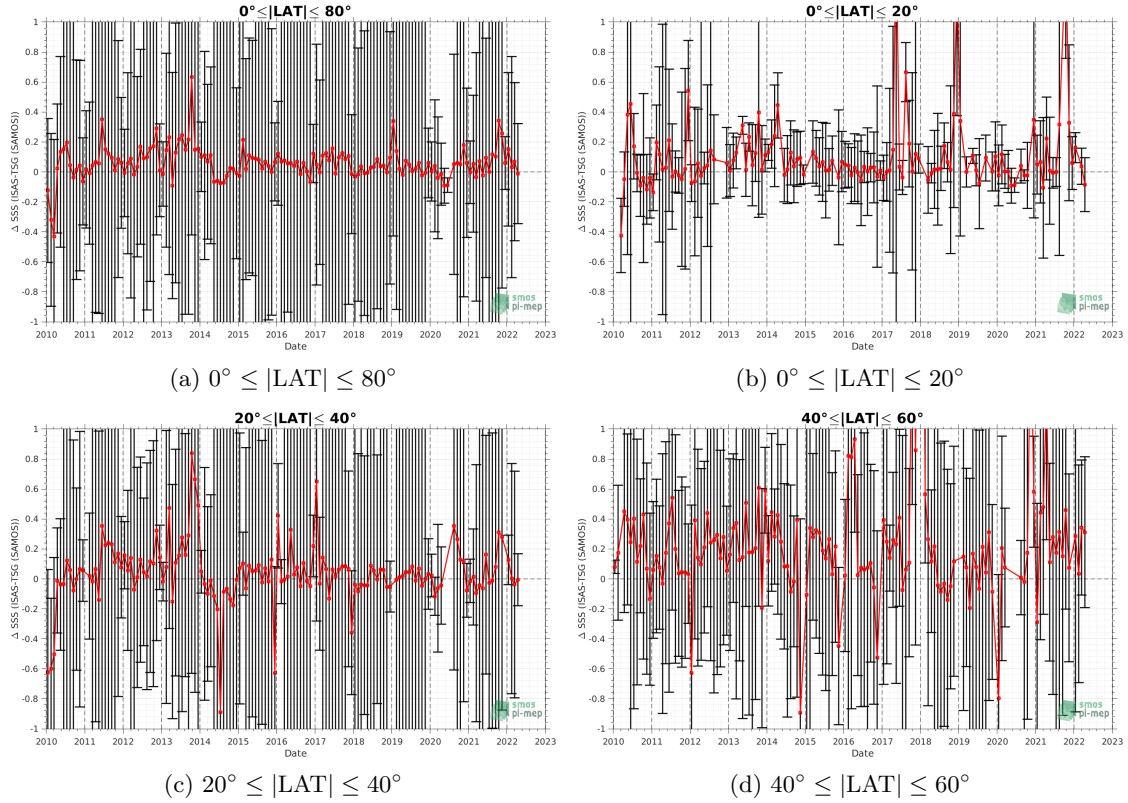 0°≤|LAT|≤ 80°
Δ SSS (ISAS-TSG (SAMOS))
1
0.8
0.6
0.4
0.2
0
-0.2
-0.4
-0.6
-0.8
-1
2010 2011 2012 2013 2014 2015 2016 2017 2018 2019 2020 2021 2022 2023
Date
smos
pi-mep
(a) 0° ≤ |LAT| ≤ 80°
0°≤|LAT|≤ 20°
Δ SSS (ISAS-TSG (SAMOS))
1
0.8
0.6
0.4
0.2
0
-0.2
-0.4
-0.6
-0.8
-1
2010 2011 2012 2013 2014 2015 2016 2017 2018 2019 2020 2021 2022 2023
Date
smos
pi-mep
(b) 0° ≤ |LAT| ≤ 20°
20°≤|LAT|≤ 40°
Δ SSS (ISAS-TSG (SAMOS))
1
0.8
0.6
0.4
0.2
0
-0.2
-0.4
-0.6
-0.8
-1
2010 2011 2012 2013 2014 2015 2016 2017 2018 2019 2020 2021 2022 2023
Date
smos
pi-mep
(c) 20° ≤ |LAT| ≤ 40°
40°≤|LAT|≤ 60°
Δ SSS (ISAS-TSG (SAMOS))
1
0.8
0.6
0.4
0.2
0
-0.2
-0.4
-0.6
-0.8
-1
2010 2011 2012 2013 2014 2015 2016 2017 2018 2019 2020 2021 2022 2023
Date
smos
pi-mep
(d) 40° ≤ |LAT| ≤ 60°